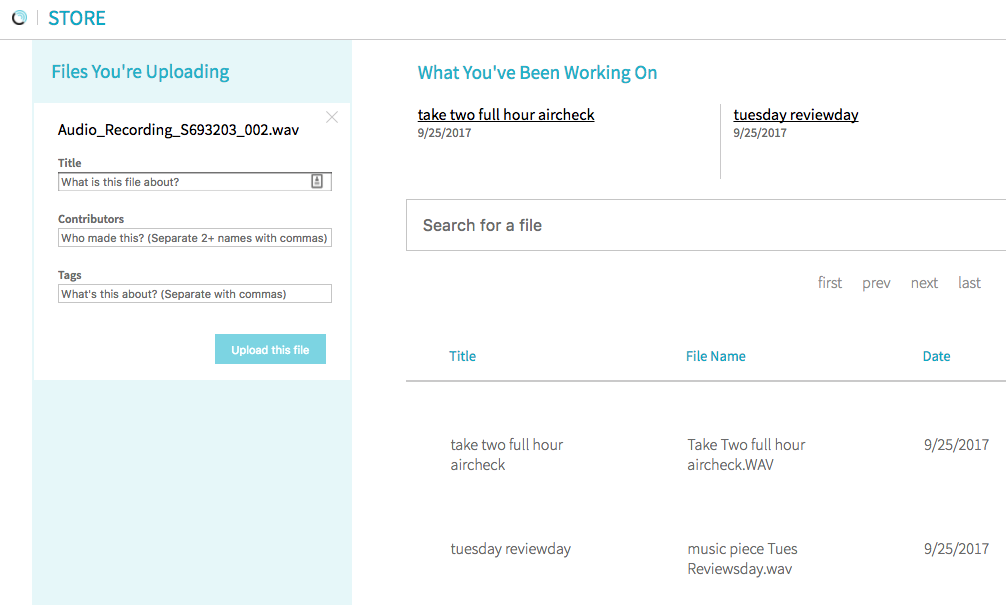 STORE
Files You're Uploading
Audio_Recording_S693203_002.wav
Title
What is this file about?
Contributors
Who made this? (Separate 2+ names with commas)
Tags
What's this about? (Separate with commas)
Upload this file
What You've Been Working On
take two full hour aircheck
9/25/2017
tuesday reviewday
9/25/2017
Search for a file
first prev next last
Title File Name Date
take two full hour
aircheck
Take Two full hour
aircheck.WAV
9/25/2017
tuesday reviewday
music piece Tues
Reviewsday.wav
9/25/2017